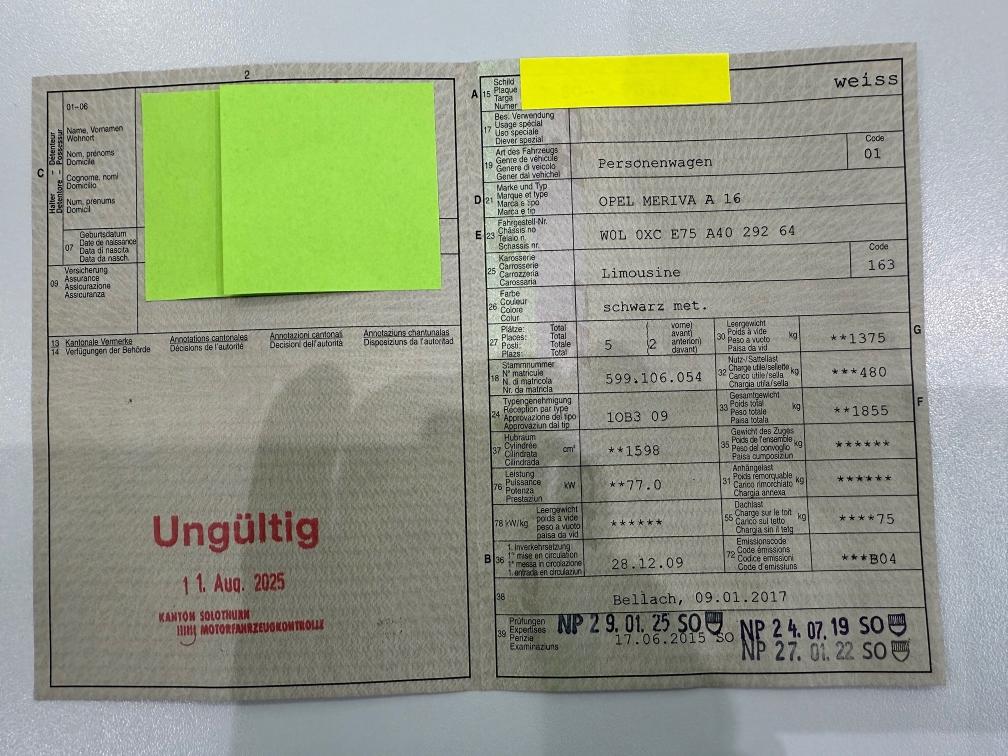 2
C
Halter – Détenteur
Detentore – Possessur
01-06
Name, Vornamen
Wohnort
Nom, prénoms
Domicile
Cognome, nomi
Domicilio
Num, prenums
Domicil
07
Geburtsdatum
Date de naissance
Data di nascita
Data da nasch.
09
Versicherung
Assurance
Assicurazione
Assicuranza
13 Kantonale Vermerke Annotations cantonales Annotazioni cantonali Annotaziuns chantunalas
14 Verfügungen der Behörde Décisions de l'autorité Decisioni dell'autorità Disposiziuns da l'autoritad
Ungültig
1 1. Aug. 2025
KANTON SOLOTHURN
MOTORFAHRZEUGKONTROLLE
A 15
Schild
Plaque
Targa
Numer
weiss
17
Bes. Verwendung
Usage spécial
Uso speciale
Diever spezial
19
Art des Fahrzeugs
Genre de véhicule
Genere di veicolo
Gener dal vehichel
Personenwagen
Code
01
D 21
Marke und Typ
Marque et type
Marca e tipo
Marca e tip
OPEL MERIVA A 16
E 23
Fahrgestell-Nr.
Châssis no
Telaio n.
Schassis nr.
W0L 0XC E75 A40 292 64
25
Karosserie
Carrosserie
Carrozzeria
Carossaria
Limousine
Code
163
26
Farbe
Couleur
Colore
Colur
schwarz met.
27
Plätze: Total
Places: Total
Posti: Totale
Plazs: Total
5 (2
vorne)
avant)
anteriori)
davant)
30
Leergewicht
Poids à vide
Peso a vuoto
Paisa da vid
kg
**1375
G
18
Stammnummer
N° matricule
N. di matricola
Nr. da matricla
599.106.054
32
Nutz-/Sattellast
Charge utile/sellette
Carico utile/sella
Chargia utila/sella
kg
***480
24
Typengenehmigung
Réception par type
Approvazione del tipo
Approvaziun dal tip
1OB3 09
33
Gesamtgewicht
Poids total
Peso totale
Paisa totala
kg
**1855
F
37
Hubraum
Cylindrée
Cilindrata
Cilindrada
cm³
**1598
35
Gewicht des Zuges
Poids de l'ensemble
Peso del convoglio
Paisa cumposiziun
kg
******
76
Leistung
Puissance
Potenza
Prestaziun
kW
**77.0
31
Anhängelast
Poids remorquable
Carico rimorchiato
Chargia annexa
kg
******
78 kW/kg
Leergewicht
poids à vide
peso a vuoto
paisa da vid
******
55
Dachlast
Charge sur le toit
Carico sul tetto
Chargia sin il tetg
kg
****75
B 36
1. Inverkehrsetzung
1re mise en circulation
1a messa in circolazione
1. entrada en circulaziun
28.12.09
72
Emissionscode
Code émissions
Codice emissioni
Code d'emissiuns
***B04
38
Bellach, 09.01.2017
39
Prüfungen
Expertises
Perizie
Examinaziuns
NP 2 9. 01. 25 SO
17.06.2015 SO
NP 2 4. 07. 19 SO
NP 27. 01. 22 SO